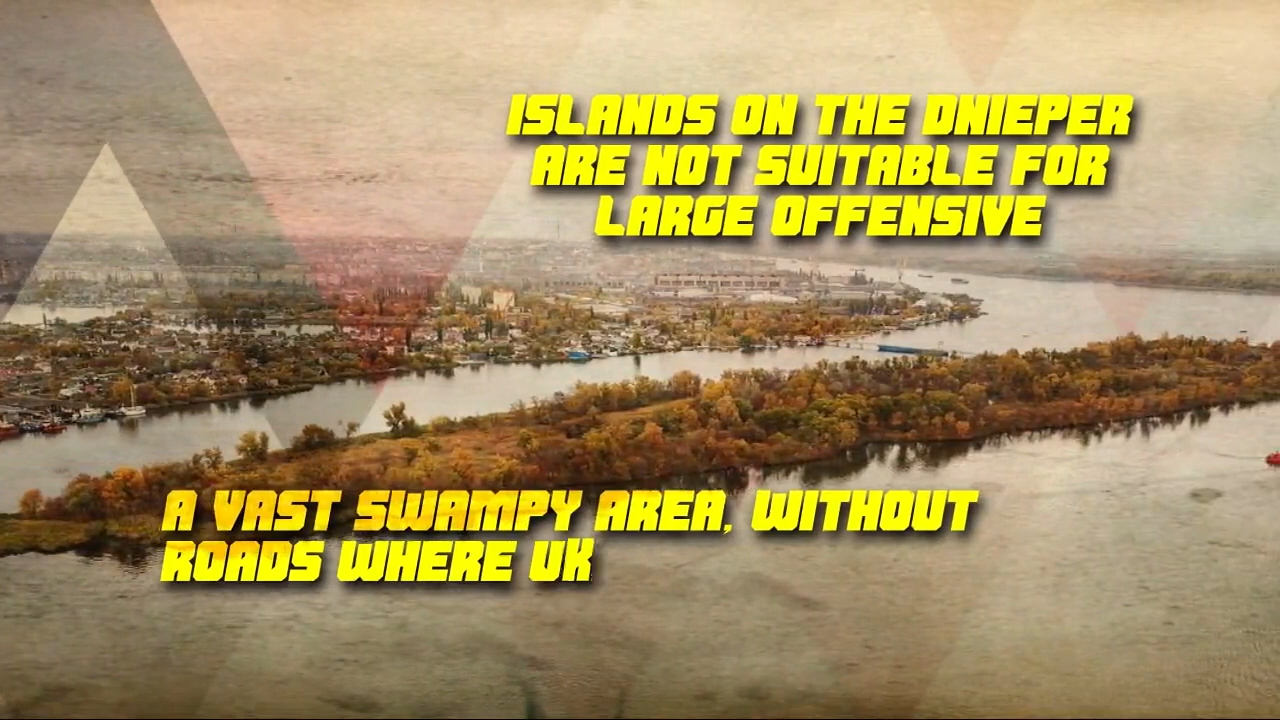 ISLANDS ON THE DNIEPER
ARE NOT SUITABLE FOR
LARGE OFFENSIVE
A VAST SWAMPY AREA, WITHOUT
ROADS WHERE UK